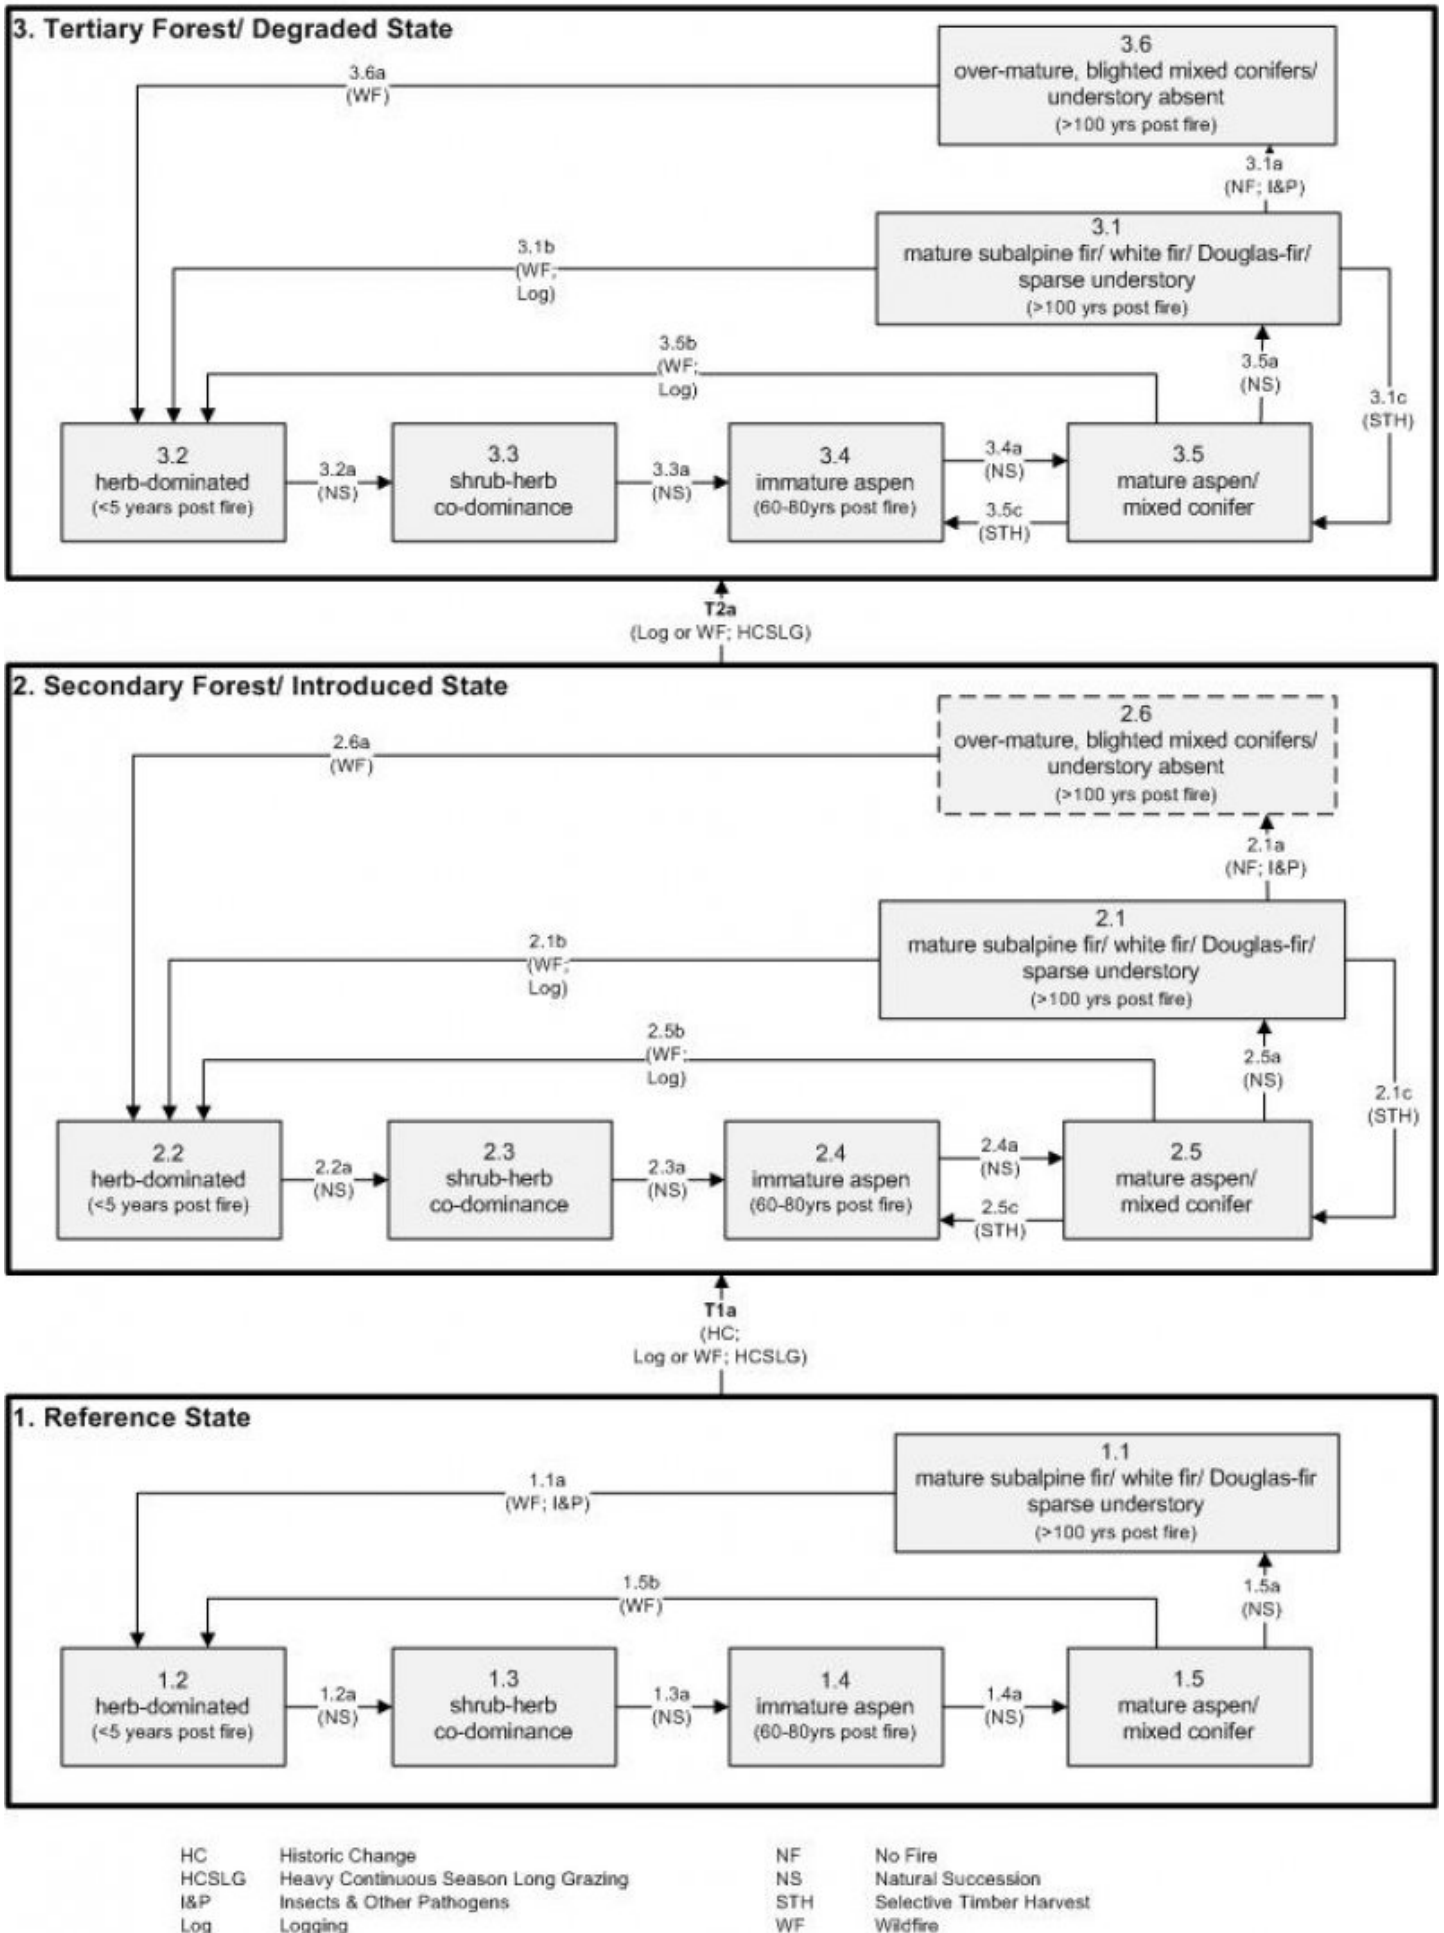 3. Tertiary Forest/ Degraded State
3.6
over-mature, blighted mixed conifers/
understory absent
(>100 yrs post fire)
3.6a
(WF)
3.1a
(NF; I&P)
3.1
mature subalpine fir/ white fir/ Douglas-fir/
sparse understory
(>100 yrs post fire)
3.1b
(WF;
Log)
3.5b
(WF;
Log)
3.5a
(NS)
3.1c
(STH)
3.2
herb-dominated
(<5 years post fire)
3.2a
(NS)
3.3
shrub-herb
co-dominance
3.3a
(NS)
3.4
immature aspen
(60-80yrs post fire)
3.4a
(NS)
3.5c
(STH)
3.5
mature aspen/
mixed conifer
T2a
(Log or WF; HCSLG)
2. Secondary Forest/ Introduced State
2.6
over-mature, blighted mixed conifers/
understory absent
(>100 yrs post fire)
2.6a
(WF)
2.1a
(NF; I&P)
2.1
mature subalpine fir/ white fir/ Douglas-fir/
sparse understory
(>100 yrs post fire)
2.1b
(WF;
Log)
2.5b
(WF;
Log)
2.5a
(NS)
2.1c
(STH)
2.2
herb-dominated
(<5 years post fire)
2.2a
(NS)
2.3
shrub-herb
co-dominance
2.3a
(NS)
2.4
immature aspen
(60-80yrs post fire)
2.4a
(NS)
2.5c
(STH)
2.5
mature aspen/
mixed conifer
T1a
(HC;
Log or WF; HCSLG)
1. Reference State
1.1
mature subalpine fir/ white fir/ Douglas-fir
sparse understory
(>100 yrs post fire)
1.1a
(WF; I&P)
1.5b
(WF)
1.5a
(NS)
1.2
herb-dominated
(<5 years post fire)
1.2a
(NS)
1.3
shrub-herb
co-dominance
1.3a
(NS)
1.4
immature aspen
(60-80yrs post fire)
1.4a
(NS)
1.5
mature aspen/
mixed conifer
HC Historic Change
HCSLG Heavy Continuous Season Long Grazing
I&P Insects & Other Pathogens
Log Logging
NF No Fire
NS Natural Succession
STH Selective Timber Harvest
WF Wildfire